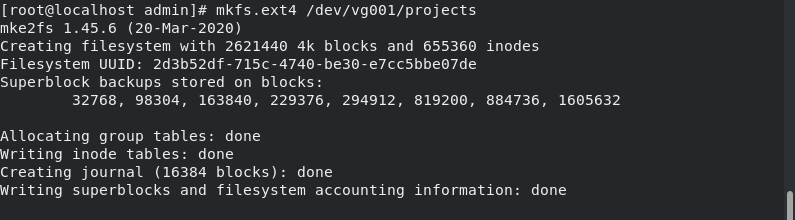 [root@localhost admin]# mkfs.ext4 /dev/vg001/projects
mke2fs 1.45.6 (20-Mar-2020)
Creating filesystem with 2621440 4k blocks and 655360 inodes
Filesystem UUID: 2d3b52df-715c-4740-be30-e7cc5bbe07de
Superblock backups stored on blocks:
        32768, 98304, 163840, 229376, 294912, 819200, 884736, 1605632

Allocating group tables: done
Writing inode tables: done
Creating journal (16384 blocks): done
Writing superblocks and filesystem accounting information: done